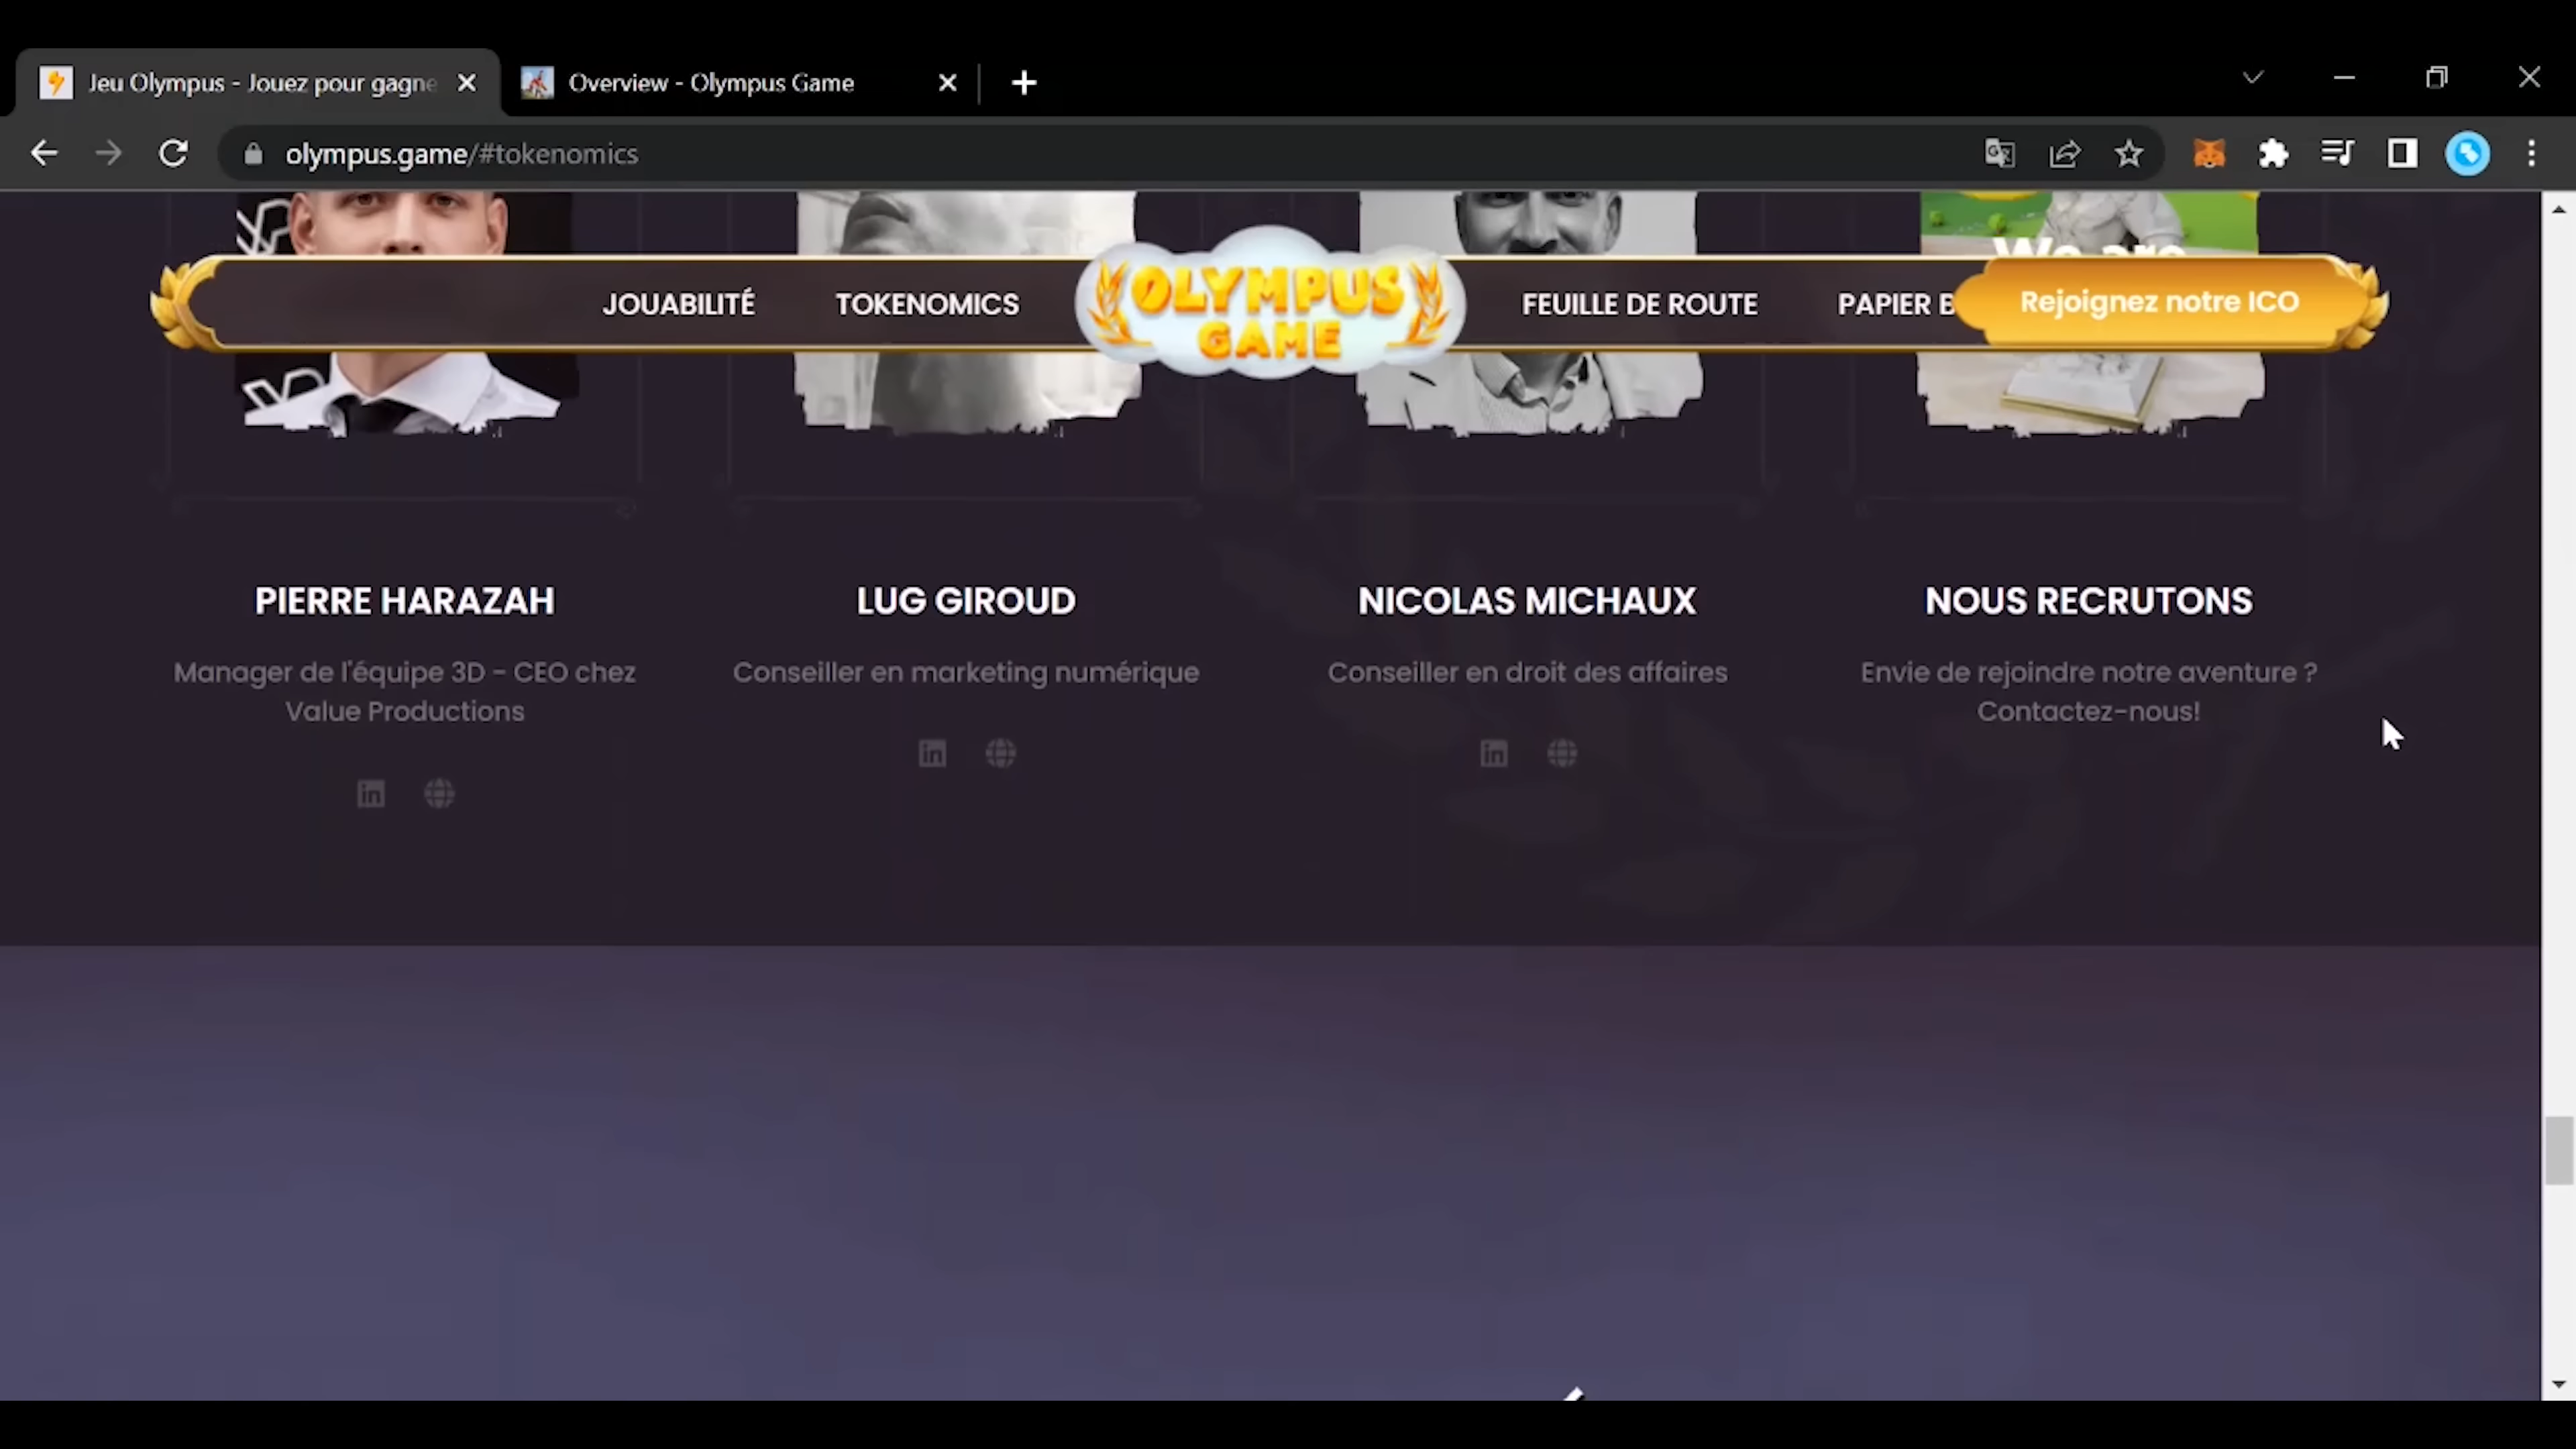 Jeu Olympus - Jouez pour gagne
Overview - Olympus Game
olympus.game/#tokenomics
We are
JOUABILITÉ
TOKENOMICS
OLYMPUS
GAME
FEUILLE DE ROUTE
PAPIER B
Rejoignez notre ICO
PIERRE HARAZAH
Manager de l'équipe 3D - CEO chez
Value Productions
LUG GIROUD
Conseiller en marketing numérique
NICOLAS MICHAUX
Conseiller en droit des affaires
NOUS RECRUTONS
Envie de rejoindre notre aventure ?
Contactez-nous!